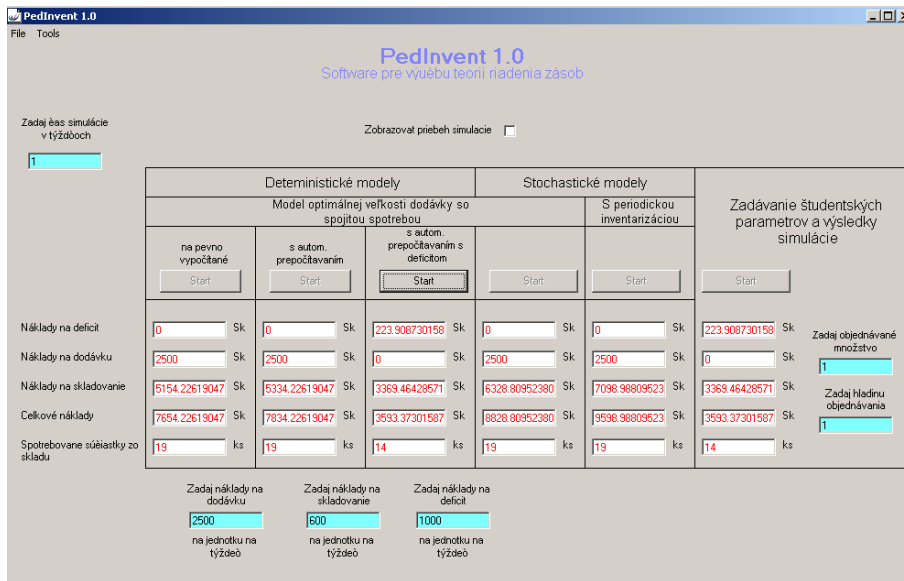 PedInvent 1.0
File Tools
PedInvent 1.0
Software pre výuèbu teorii riadenia zásob
Zadaj èas simulácie
v týždòoch
1
Zobrazovat priebeh simulacie
Deteministické modely
Stochastické modely
Model optimálnej veľkosti dodávky so
spojitou spotrebou
S periodickou
inventarizáciou
Zadávanie študentských
parametrov a výsledky
simulácie
na pevno
vypočítané
s autom.
prepočítavaním
s autom.
prepočítavaním s
deficitom
Start Start Start Start Start Start
Náklady na deficit 0 Sk 0 Sk 223.908730158 Sk 0 Sk 0 Sk 223.908730158 Sk
Náklady na dodávku 2500 Sk 2500 Sk 0 Sk 2500 Sk 2500 Sk 0 Sk
Náklady na skladovanie 5154.22619047 Sk 5334.22619047 Sk 3369.46428571 Sk 6328.80952380 Sk 7098.98809523 Sk 3369.46428571 Sk
Celkové náklady 7654.22619047 Sk 7834.22619047 Sk 3593.37301587 Sk 8828.80952380 Sk 9598.98809523 Sk 3593.37301587 Sk
Spotrebovane súèiastky zo
skladu
19 ks 19 ks 14 ks 19 ks 19 ks 14 ks
Zadaj objednávané
množstvo
1
Zadaj hladinu
objednávania
1
Zadaj náklady na
dodávku
2500
na jednotku na
týždeò
Zadaj náklady na
skladovanie
600
na jednotku na
týždeò
Zadaj náklady na
deficit
1000
na jednotku na
týždeò